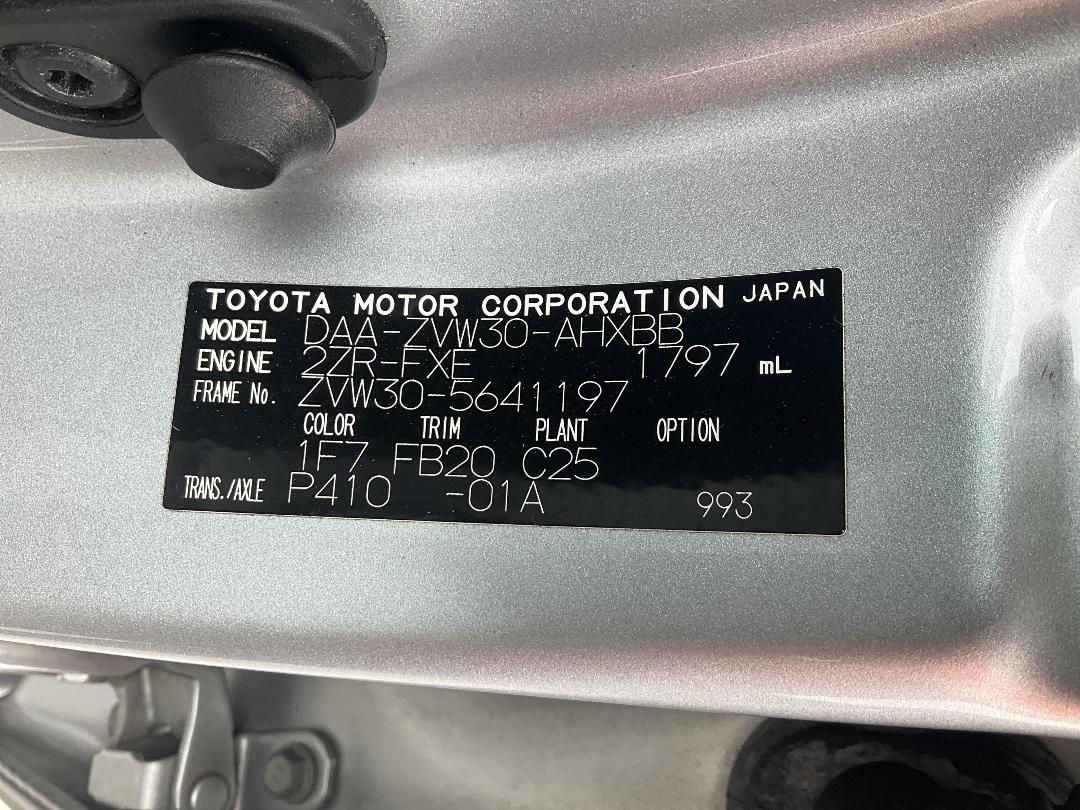 TOYOTA MOTOR CORPORATION JAPAN
MODEL DAA-ZVW30-AHXBB
ENGINE 2ZR-FXE 1797 mL
FRAME No. ZVW30-5641197
COLOR TRIM PLANT OPTION
1F7 FB20 C25
TRANS./AXLE P410 -01A 993